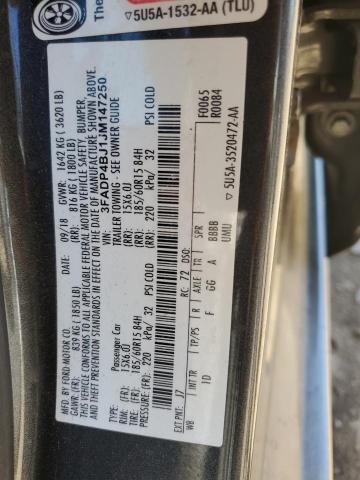 The
▽5U5A-1532-AA (TLU)
MFD. BY FORD MOTOR CO.
09/18 GVWR: 1642 KG ( 3620 LB)
GAWR: (FR): 839 KG ( 1850 LB) (RR): 816 KG ( 1800 LB)
THIS VEHICLE CONFORMS TO ALL APPLICABLE FEDERAL MOTOR VEHICLE SAFETY, BUMPER,
AND THEFT PREVENTION STANDARDS IN EFFECT ON THE DATE OF MANUFACTURE SHOWN ABOVE.
VIN: 3FADP4BJ1JM147250
TYPE: Passenger Car TRAILER TOWING - SEE OWNER GUIDE
RIM: (FR): 15X6.0J (RR): 15X6.0J
TIRE: (FR): 185/60R15 84H (RR): 185/60R15 84H
PRESSURE:(FR): 220 kPa/ 32 PSI COLD (RR): 220 kPa/ 32 PSI COLD
EXT PNT: J7 RC: 72 DSO: F0065
R0084
WB INT TR TP/PS R AXLE TR SPR
ID F GG A BBBB
UMU
▽5U5A-3520472-AA